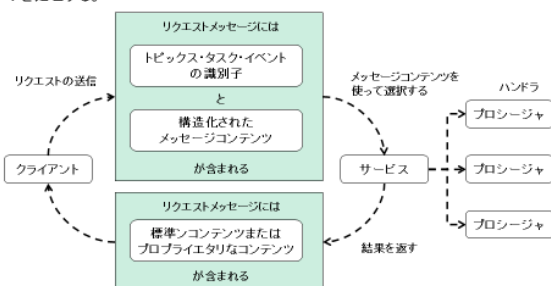 リクエストメッセージには
トピックス・タスク・イベント
の識別子
と
構造化された
メッセージコンテンツ
が含まれる
リクエストの送信
メッセージコンテンツを
使って選択する
ハンドラ
プロシージャ
プロシージャ
プロシージャ
クライアント
サービス
リクエストメッセージには
標準ンコンテンツまたは
プロプライエタリなコンテンツ
が含まれる
結果を返す